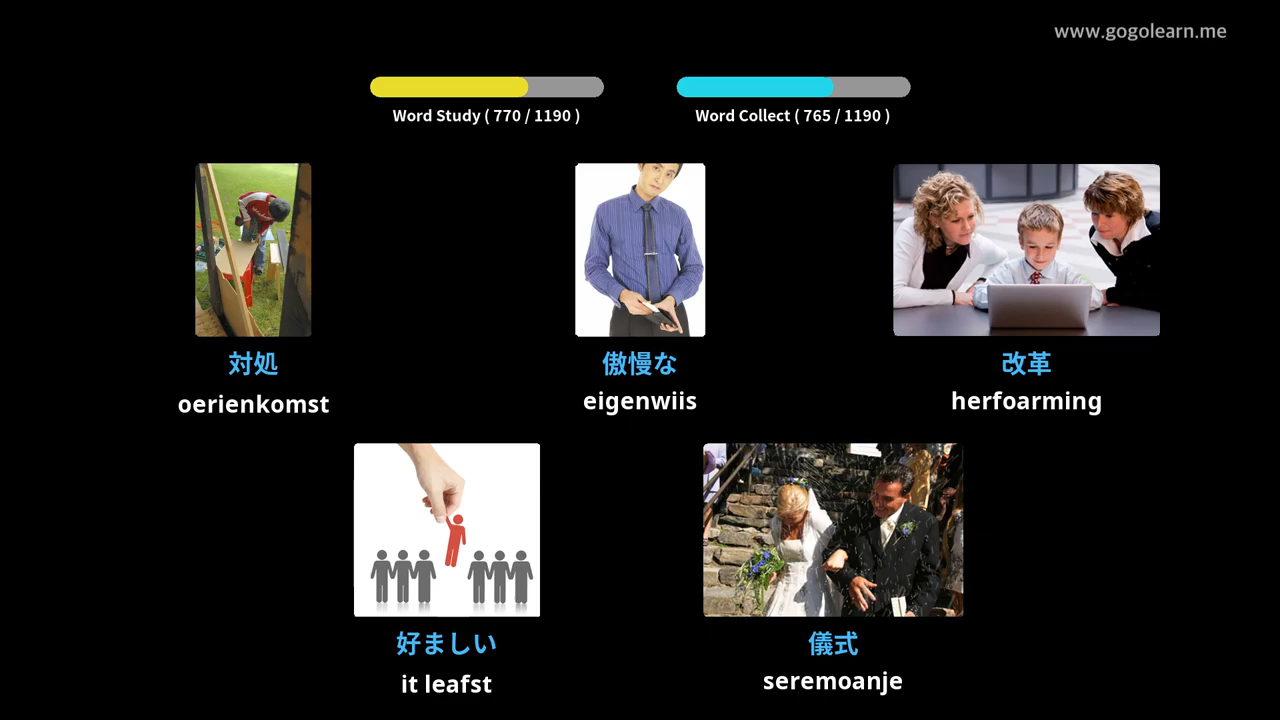 www.gogolearn.me
Word Study ( 770 / 1190 )
Word Collect ( 765 / 1190 )
対処
oerienkomst
傲慢な
eigenwiis
改革
herfoarming
好ましい
it leafst
儀式
seremoanje